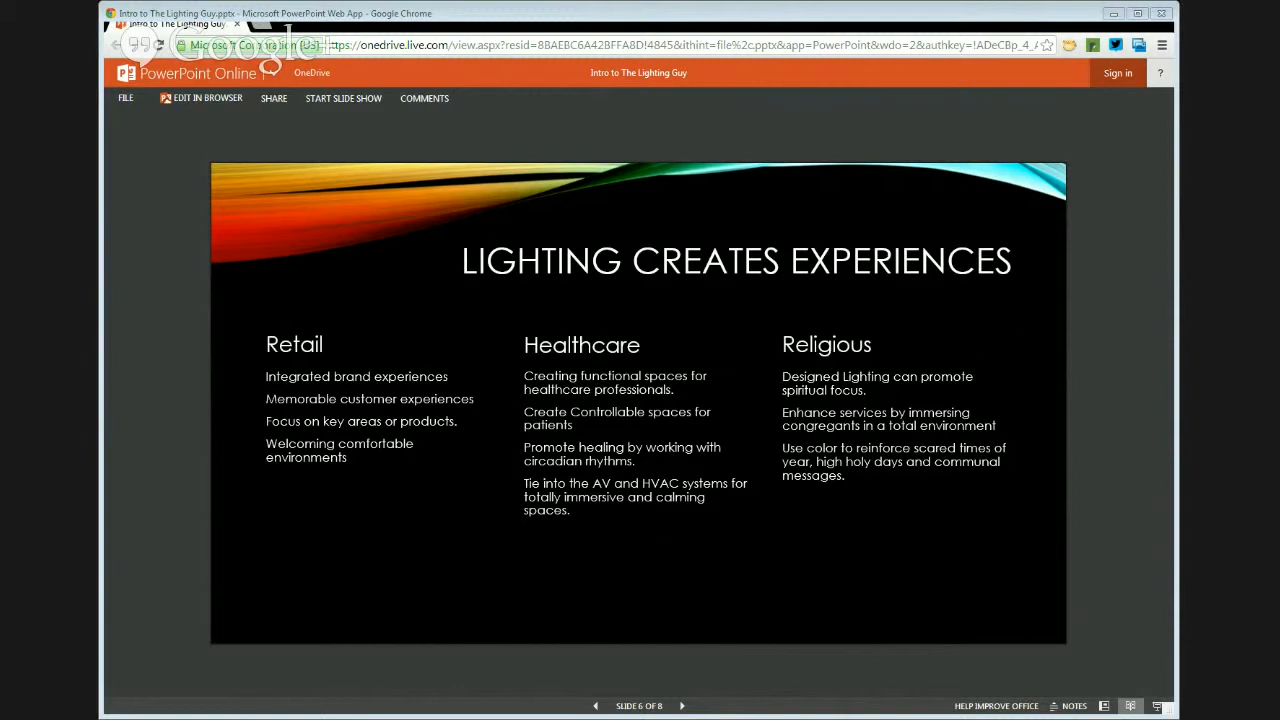 Intro to The Lighting Guy.pptx - Microsoft PowerPoint Web App - Google Chrome
Intro to The Lighting Guy
Google
Microsoft Corporation [US] https://onedrive.live.com/view.aspx?resid=8BAEBC6A42BFFA8D!4845&ithint=file%2c.pptx&app=PowerPoint&wdo=2&authkey=!ADeCBp_4_
PowerPoint Online
OneDrive
Intro to The Lighting Guy
Sign in
?
FILE
EDIT IN BROWSER
SHARE
START SLIDE SHOW
COMMENTS
LIGHTING CREATES EXPERIENCES
Retail
Integrated brand experiences
Memorable customer experiences
Focus on key areas or products.
Welcoming comfortable
environments
Healthcare
Creating functional spaces for
healthcare professionals.
Create Controllable spaces for
patients
Promote healing by working with
circadian rhythms.
Tie into the AV and HVAC systems for
totally immersive and calming
spaces.
Religious
Designed Lighting can promote
spiritual focus.
Enhance services by immersing
congregants in a total environment
Use color to reinforce scared times of
year, high holy days and communal
messages.
SLIDE 6 OF 8
HELP IMPROVE OFFICE
NOTES